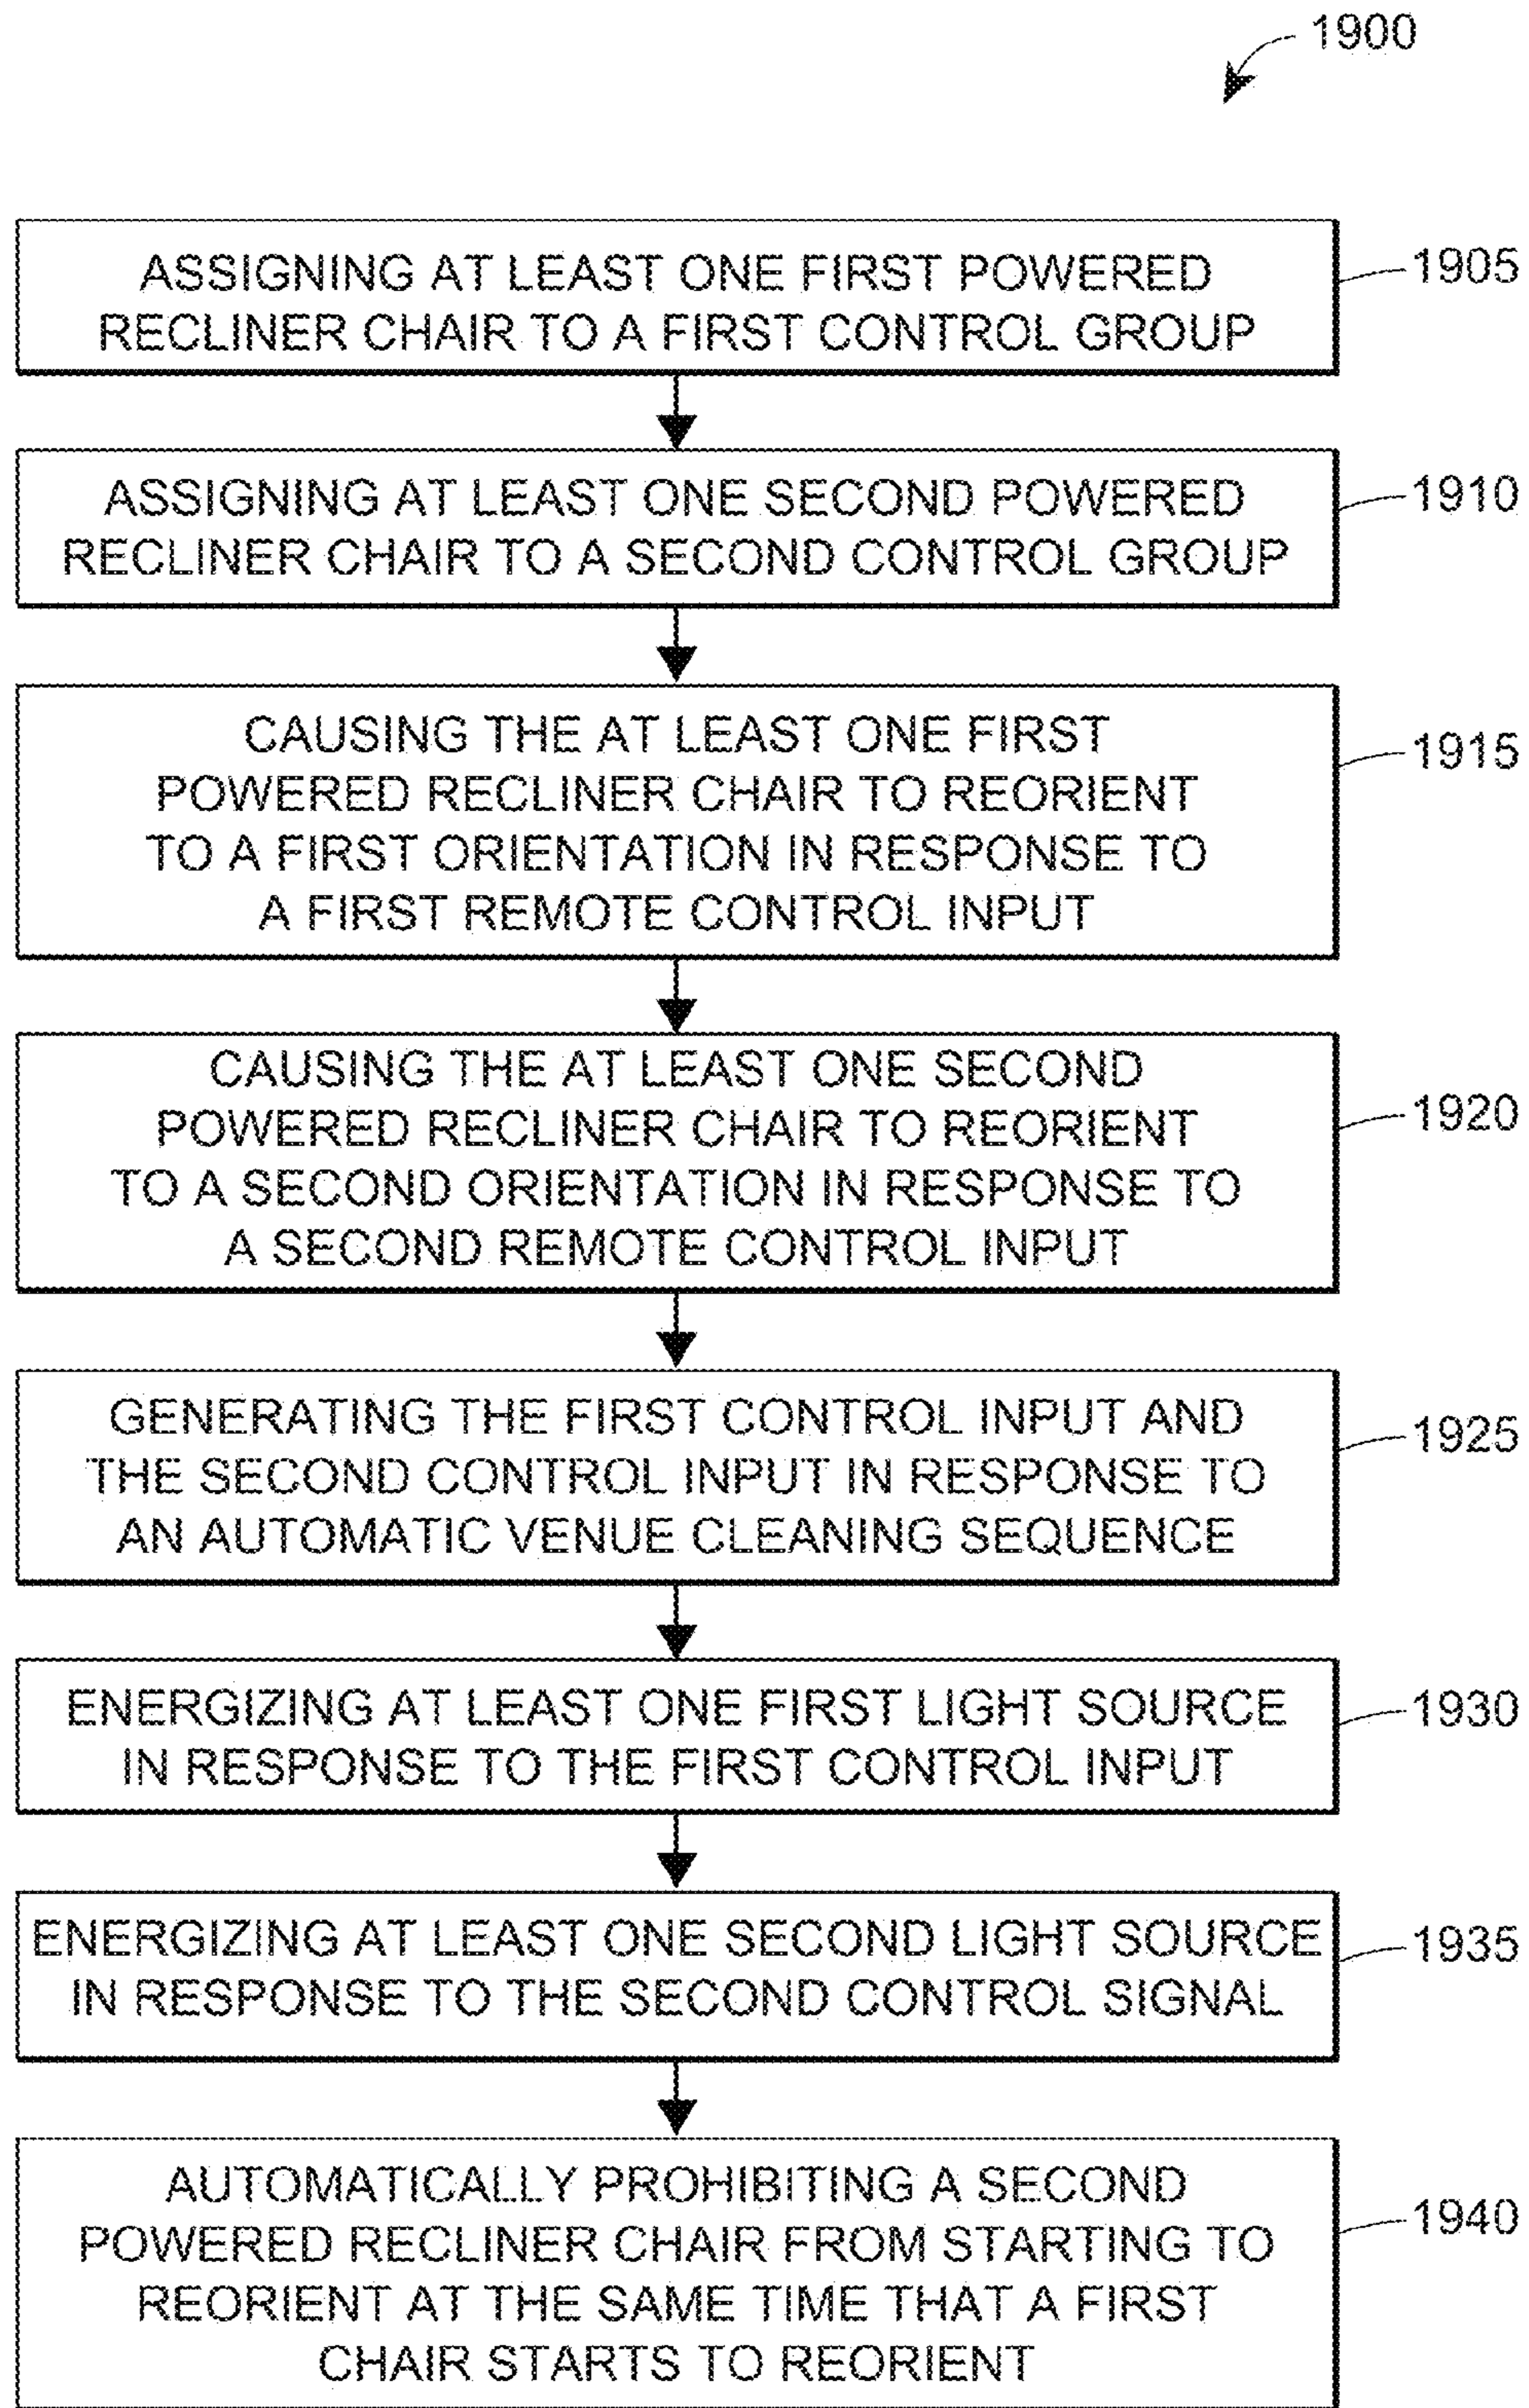 1900
ASSIGNING AT LEAST ONE FIRST POWERED
RECLINER CHAIR TO A FIRST CONTROL GROUP
1905
ASSIGNING AT LEAST ONE SECOND POWERED
RECLINER CHAIR TO A SECOND CONTROL GROUP
1910
CAUSING THE AT LEAST ONE FIRST
POWERED RECLINER CHAIR TO REORIENT
TO A FIRST ORIENTATION IN RESPONSE TO
A FIRST REMOTE CONTROL INPUT
1915
CAUSING THE AT LEAST ONE SECOND
POWERED RECLINER CHAIR TO REORIENT
TO A SECOND ORIENTATION IN RESPONSE TO
A SECOND REMOTE CONTROL INPUT
1920
GENERATING THE FIRST CONTROL INPUT AND
THE SECOND CONTROL INPUT IN RESPONSE TO
AN AUTOMATIC VENUE CLEANING SEQUENCE
1925
ENERGIZING AT LEAST ONE FIRST LIGHT SOURCE
IN RESPONSE TO THE FIRST CONTROL INPUT
1930
ENERGIZING AT LEAST ONE SECOND LIGHT SOURCE
IN RESPONSE TO THE SECOND CONTROL SIGNAL
1935
AUTOMATICALLY PROHIBITING A SECOND
POWERED RECLINER CHAIR FROM STARTING TO
REORIENT AT THE SAME TIME THAT A FIRST
CHAIR STARTS TO REORIENT
1940